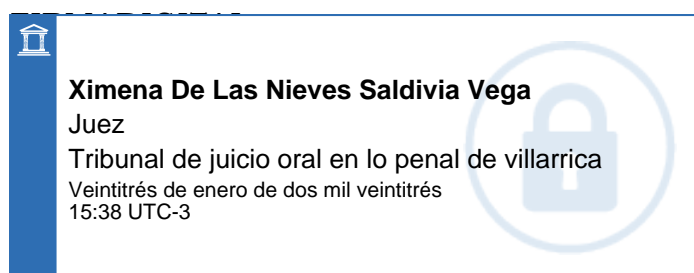 Ximena De Las Nieves Saldivia Vega
Juez
Tribunal de juicio oral en lo penal de villarrica
Veintitrés de enero de dos mil veintitrés
15:38 UTC-3